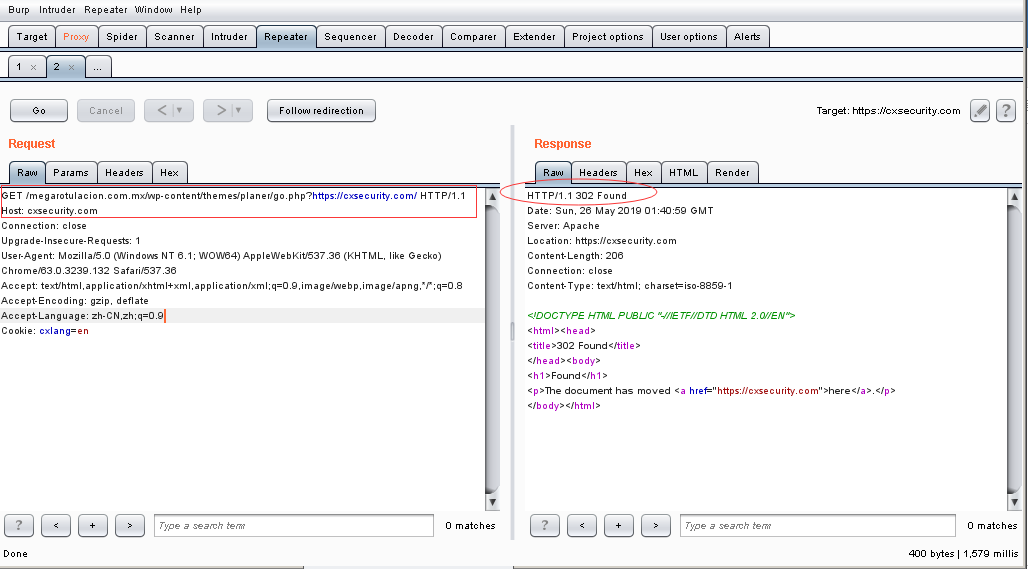 Burp Intruder Repeater Window Help
Target Proxy Spider Scanner Intruder Repeater Sequencer Decoder Comparer Extender Project options User options Alerts
1 × 2 × ...
Go Cancel < | ▼ > | ▼ Follow redirection Target: https://cxsecurity.com ?
Request
Raw Params Headers Hex
GET /megarotulacion.com.mx/wp-content/themes/planer/go.php?https://cxsecurity.com/ HTTP/1.1
Host: cxsecurity.com
Connection: close
Upgrade-Insecure-Requests: 1
User-Agent: Mozilla/5.0 (Windows NT 6.1; WOW64) AppleWebKit/537.36 (KHTML, like Gecko)
Chrome/63.0.3239.132 Safari/537.36
Accept: text/html,application/xhtml+xml,application/xml;q=0.9,image/webp,image/apng,*/*;q=0.8
Accept-Encoding: gzip, deflate
Accept-Language: zh-CN,zh;q=0.9
Cookie: cxlang=en
? < + > Type a search term 0 matches
Response
Raw Headers Hex HTML Render
HTTP/1.1 302 Found
Date: Sun, 26 May 2019 01:40:59 GMT
Server: Apache
Location: https://cxsecurity.com
Content-Length: 206
Connection: close
Content-Type: text/html; charset=iso-8859-1
<!DOCTYPE HTML PUBLIC "-//IETF//DTD HTML 2.0//EN">
<html><head>
<title>302 Found</title>
</head><body>
<h1>Found</h1>
<p>The document has moved <a href="https://cxsecurity.com">here</a>.</p>
</body></html>
? < + > Type a search term 0 matches
Done 400 bytes | 1,579 millis